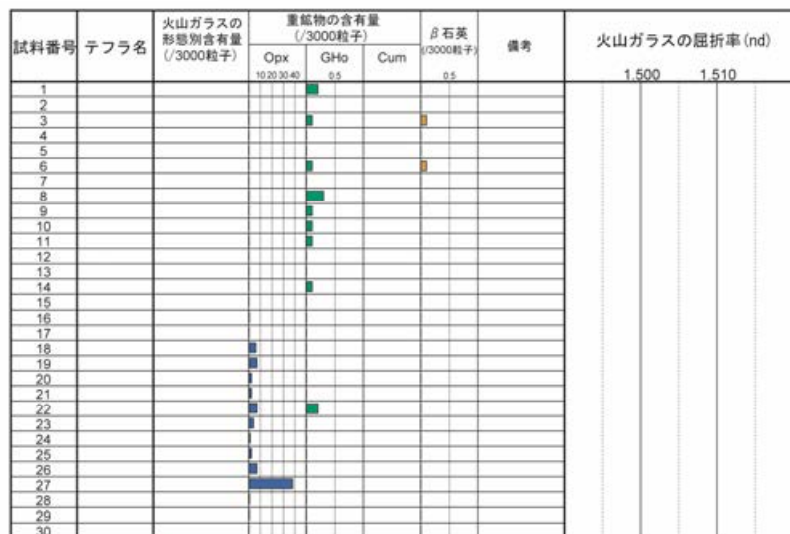 試料番号
テフラ名
火山ガラスの
形態別含有量
(/3000粒子)
重鉱物の含有量
(/3000粒子)
Opx
GHo
Cum
10 20 30 40
0.5
β石英
(/3000粒子)
0.5
備考
火山ガラスの屈折率(nd)
1.500
1.510
1
2
3
4
5
6
7
8
9
10
11
12
13
14
15
16
17
18
19
20
21
22
23
24
25
26
27
28
29
30